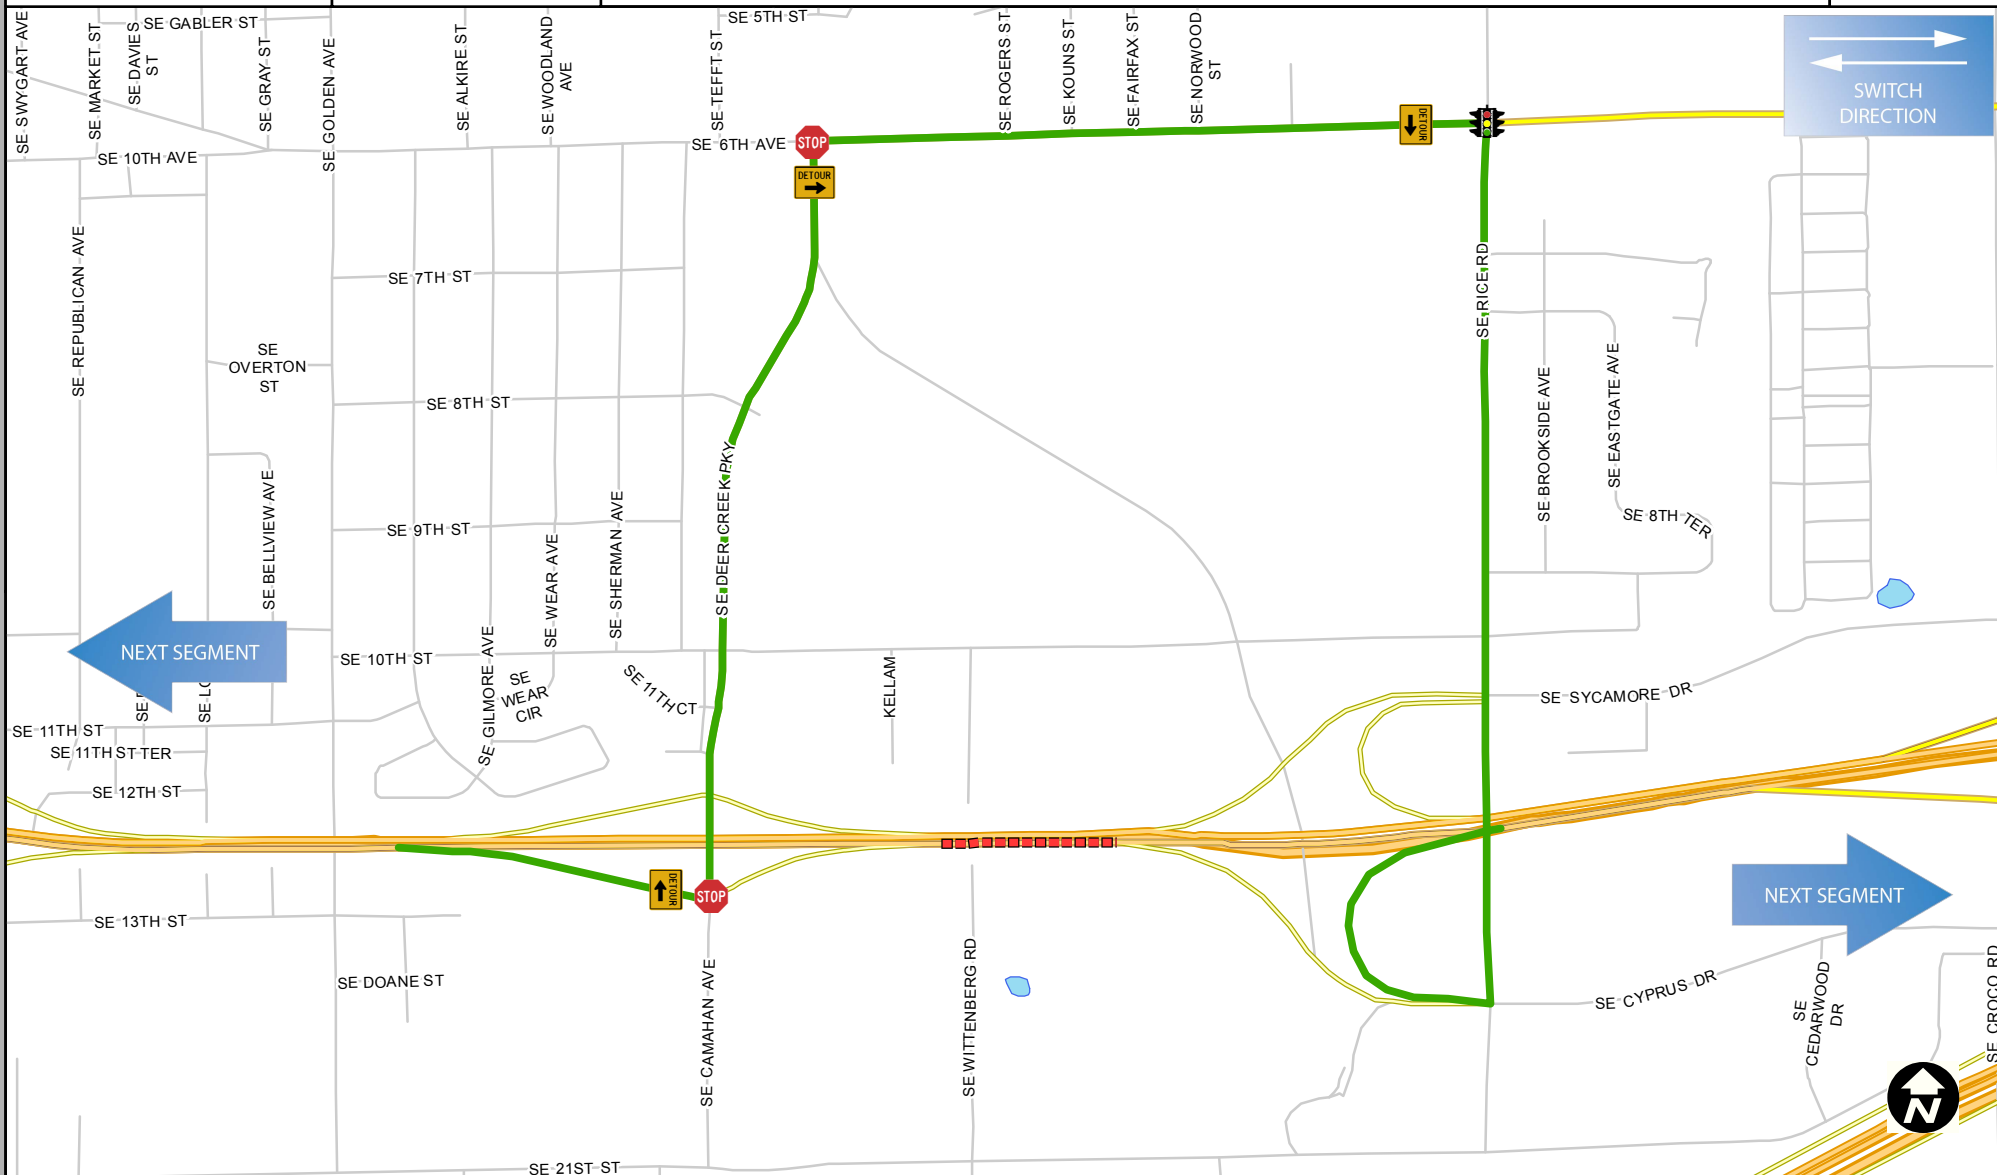 SE GABLER ST
SE 5TH ST
SE SWYGART AVE
SE MARKET ST
SE DAVIES
ST
SE GRAY ST
SE GOLDEN AVE
SE ALKIRE ST
SE WOODLAND
AVE
SE TEFFT ST
SE ROGERS ST
SE KOUNS ST
SE FAIRFAX ST
SE NORWOOD
ST
SWITCH
DIRECTION
DETOUR
SE 6TH AVE
STOP
SE 10TH AVE
DETOUR
SE REPUBLICAN AVE
SE 7TH ST
SE RICE RD
SE
OVERTON
ST
SE 8TH ST
SE BROOKSIDE AVE
SE EASTGATE AVE
SE DEER CREEK PKY
SE BELLVIEW AVE
SE 9TH ST
SE WEAR AVE
SE SHERMAN AVE
SE 8TH TER
NEXT SEGMENT
SE 10TH ST
SE GILMORE AVE
SE
WEAR
CIR
SE 11TH CT
KELLAM
SE SYCAMORE DR
SE 11TH ST
SE 11TH ST TER
SE 12TH ST
DETOUR
STOP
NEXT SEGMENT
SE 13TH ST
SE DOANE ST
SE CAMAHAN AVE
SE WITTENBERG RD
SE CYPRUS DR
SE
CEDARWOOD
DR
SE CROCO RD
N
SE 21ST ST